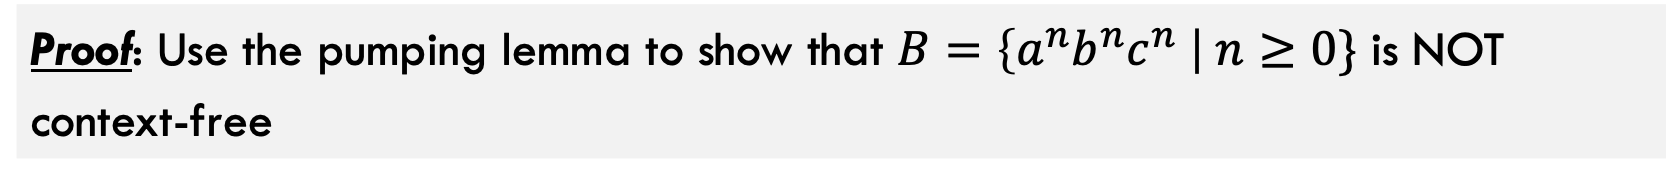 Proof: Use the pumping lemma to show that 𝐵 = {𝑎ⁿ𝑏ⁿ𝑐ⁿ | 𝑛 ≥ 0} is NOT
context-free